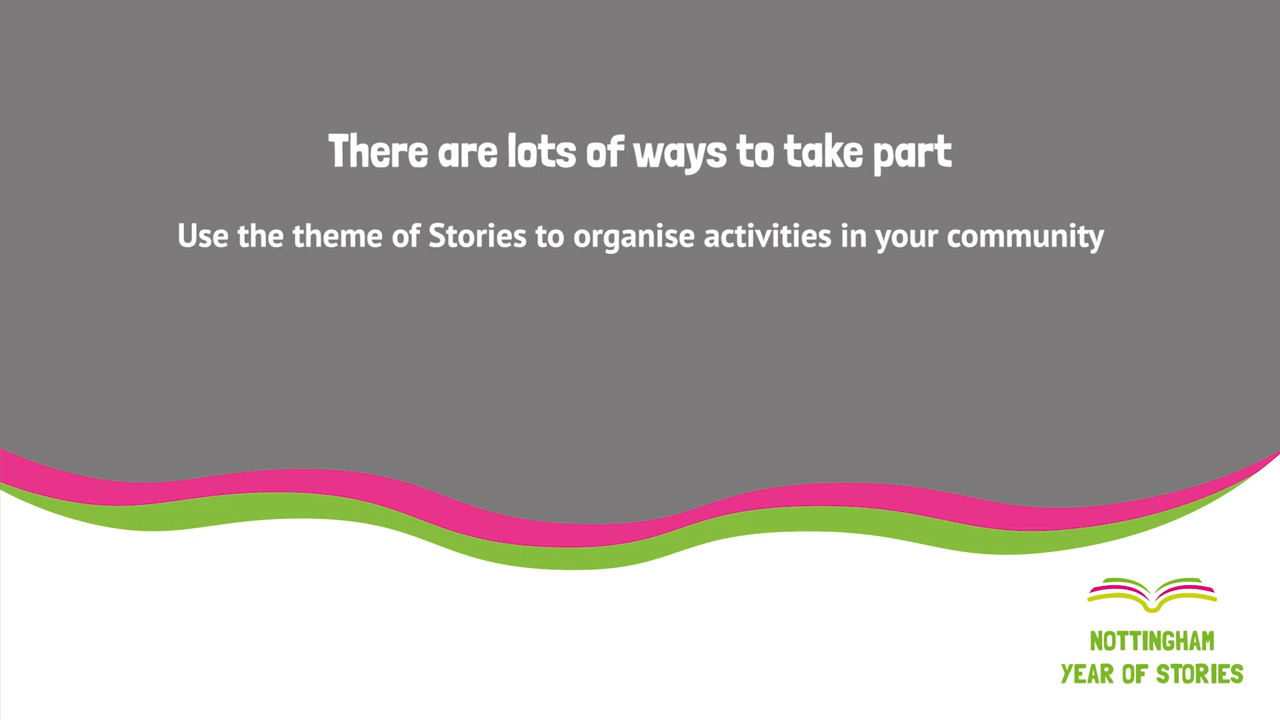 There are lots of ways to take part
Use the theme of Stories to organise activities in your community
NOTTINGHAM
YEAR OF STORIES